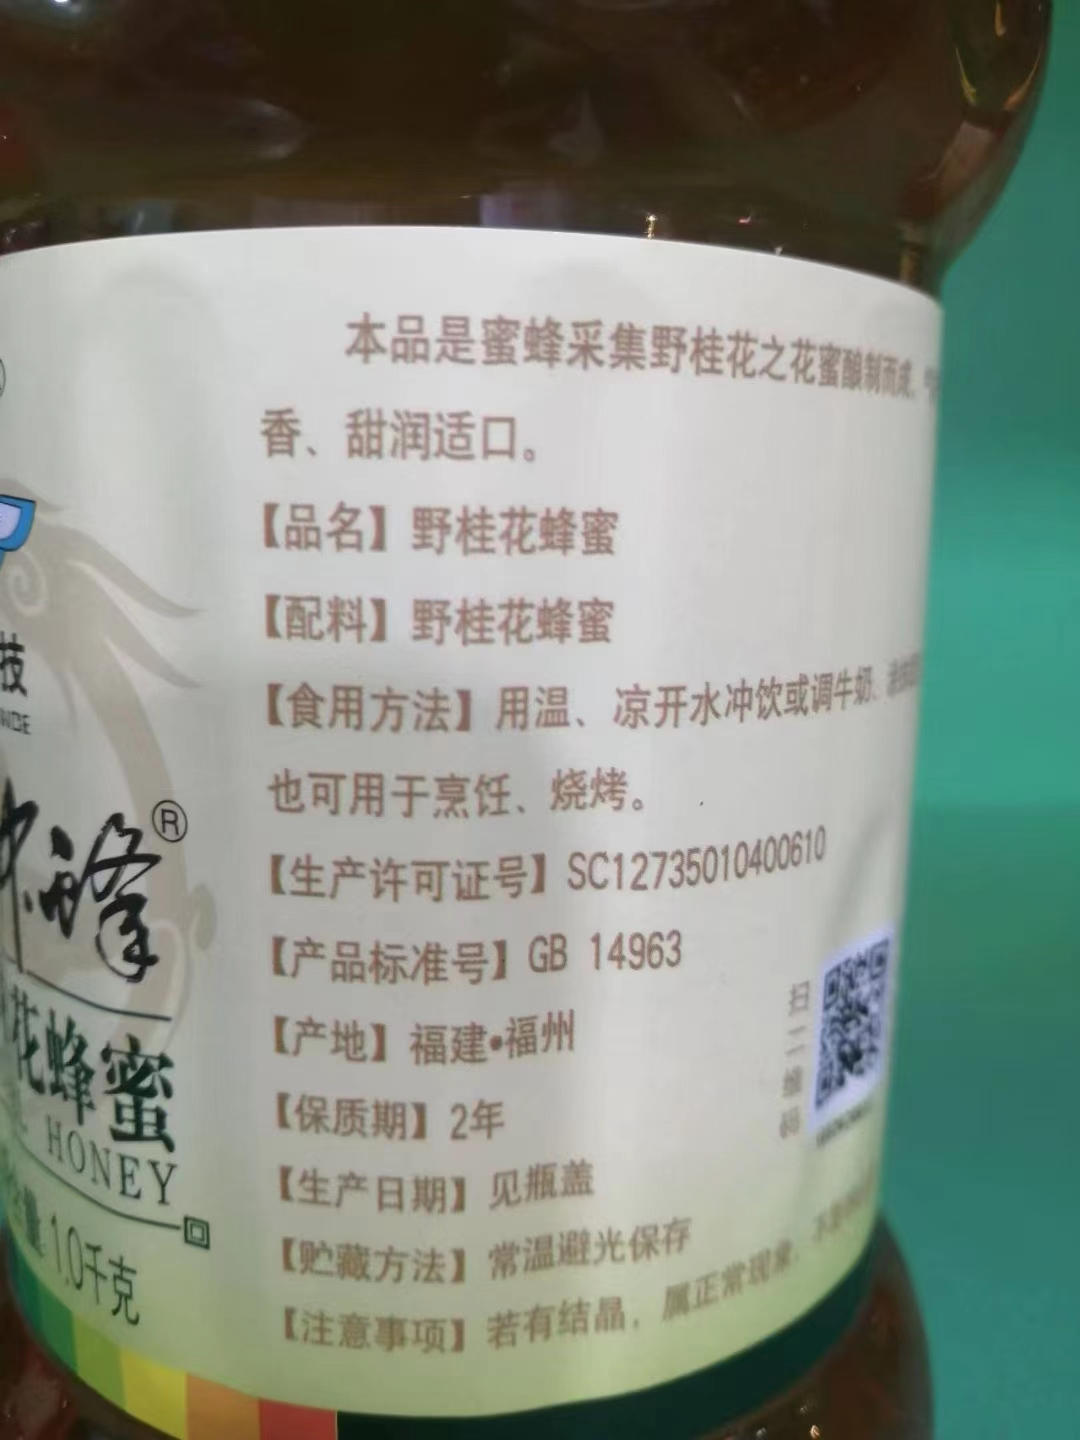 本品是蜜蜂采集野桂花之花蜜酿制而成，
香、甜润适口。
【品名】野桂花蜂蜜
【配料】野桂花蜂蜜
【食用方法】用温、凉开水冲饮或调牛奶、
也可用于烹饪、烧烤。
【生产许可证号】SC12735010400610
【产品标准号】GB 14963
【产地】福建•福州
【保质期】2年
【生产日期】见瓶盖
【贮藏方法】常温避光保存
【注意事项】若有结晶，属正常现象，
扫二维码
技
神蜂®
花蜂蜜
HONEY
量 1.0千克